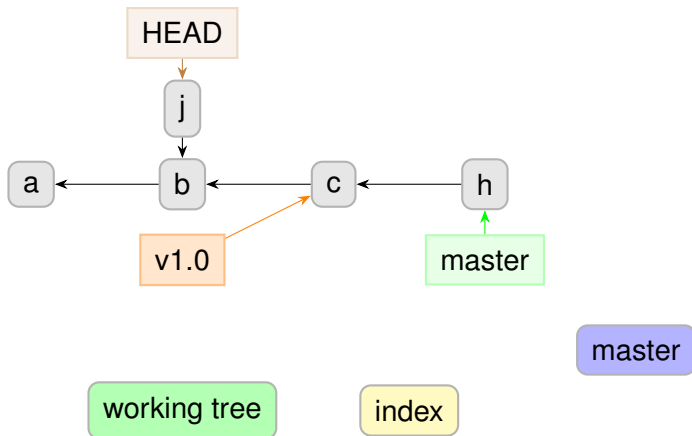 HEAD
j
a
b
c
h
v1.0
master
master
working tree
index